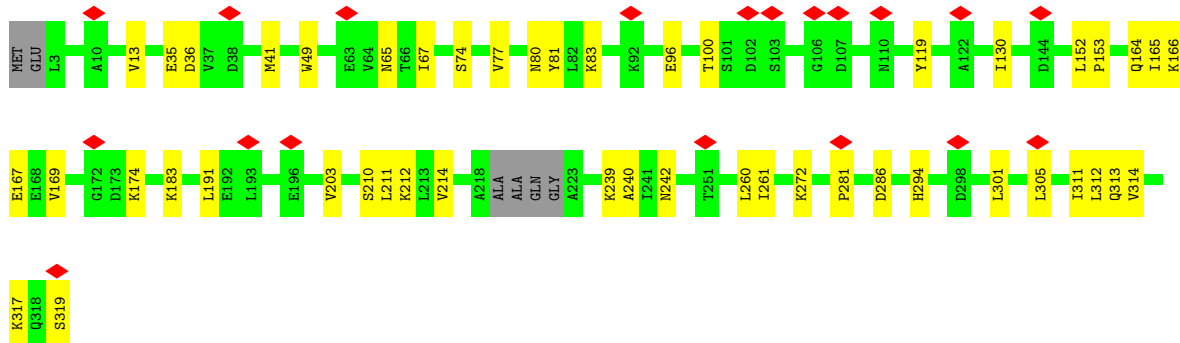 MET GLU L3 A10 V13 E35 D36 V37 D38 M41 W49 E63 V64 N65 T66 I67 S74 V77 N80 Y81 L82 K83 K92 E96 T100 S101 D102 S103 G106 D107 N110 Y119 A122 I130 D144 L152 P153 Q164 I165 K166
E167 E168 V169 G172 D173 K174 K183 L191 E192 L193 E196 V203 S210 L211 K212 L213 V214 A218 ALA ALA GLN GLY A223 K239 A240 I241 N242 T251 L260 I261 K272 P281 D286 H294 D298 L301 L305 I311 L312 Q313 V314
K317 Q318 S319